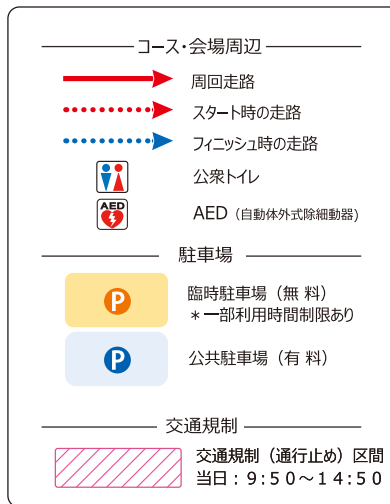 コース・会場周辺
周回走路
スタート時の走路
フィニッシュ時の走路
公衆トイレ
AED
AED（自動体外式除細動器）
駐車場
P
臨時駐車場（無料）
＊一部利用時間制限あり
P
公共駐車場（有料）
交通規制
交通規制（通行止め）区間
当日：９:５０～１４:５０